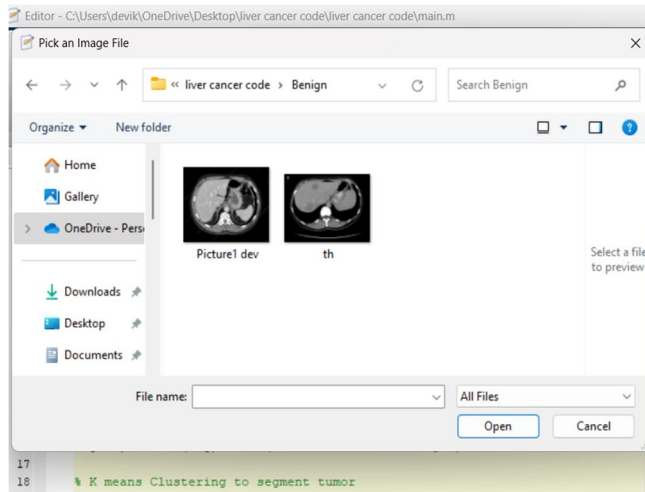 Editor - C:\Users\devik\OneDrive\Desktop\liver cancer code\liver cancer code\main.m
Pick an Image File
« liver cancer code > Benign
Search Benign
Organize
New folder
Home
Gallery
OneDrive - Pers
Picture1 dev
th
Select a file
to preview
Downloads
Desktop
Documents
File name:
All Files
Open
Cancel
17
18 % K means Clustering to segment tumor